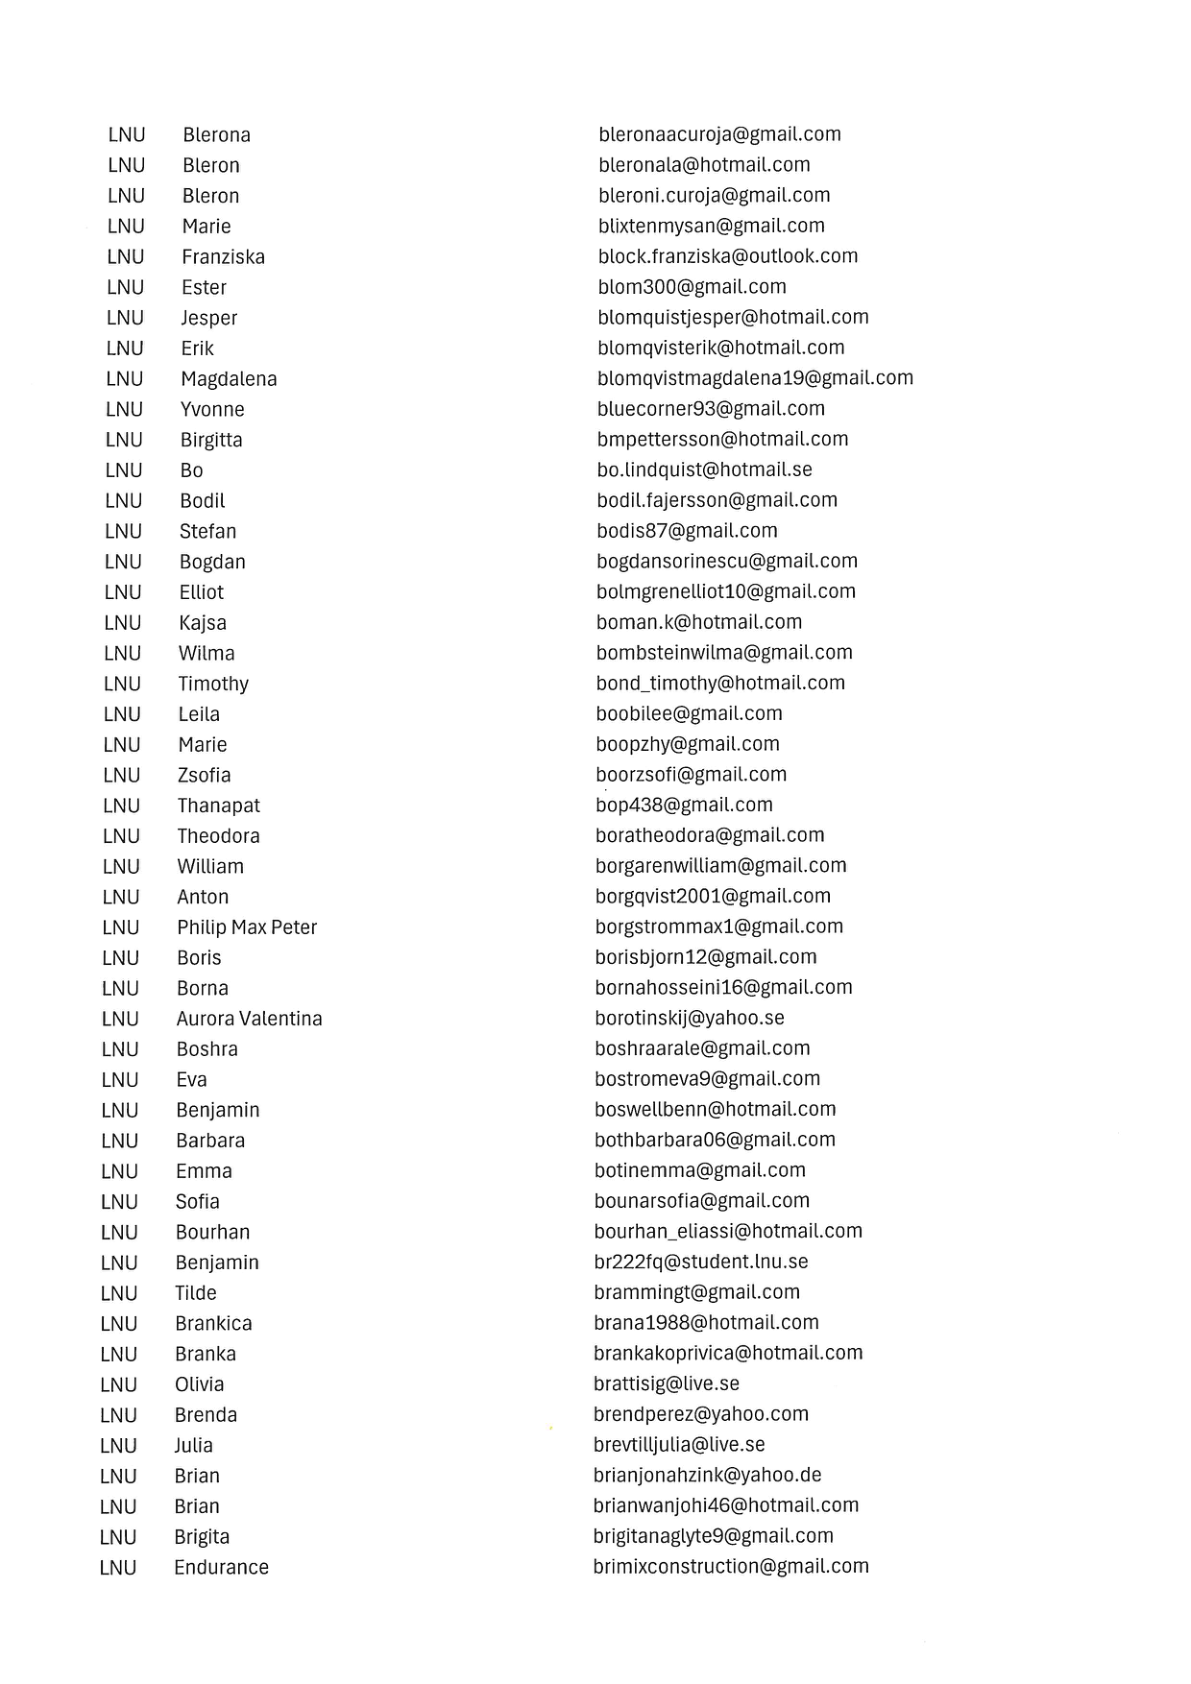 LNU Blerona bleronaacuroja@gmail.com
LNU Bleron bleronala@hotmail.com
LNU Bleron bleroni.curoja@gmail.com
LNU Marie blixtenmysan@gmail.com
LNU Franziska block.franziska@outlook.com
LNU Ester blom300@gmail.com
LNU Jesper blomquistjesper@hotmail.com
LNU Erik blomqvisterik@hotmail.com
LNU Magdalena blomqvistmagdalena19@gmail.com
LNU Yvonne bluecorner93@gmail.com
LNU Birgitta bmpettersson@hotmail.com
LNU Bo bo.lindquist@hotmail.se
LNU Bodil bodil.fajersson@gmail.com
LNU Stefan bodis87@gmail.com
LNU Bogdan bogdansorinescu@gmail.com
LNU Elliot bolmgrenelliot10@gmail.com
LNU Kajsa boman.k@hotmail.com
LNU Wilma bombsteinwilma@gmail.com
LNU Timothy bond_timothy@hotmail.com
LNU Leila boobilee@gmail.com
LNU Marie boopzhy@gmail.com
LNU Zsofia boorzsofi@gmail.com
LNU Thanapat bop438@gmail.com
LNU Theodora boratheodora@gmail.com
LNU William borgarenwilliam@gmail.com
LNU Anton borgqvist2001@gmail.com
LNU Philip Max Peter borgstrommax1@gmail.com
LNU Boris borisbjorn12@gmail.com
LNU Borna bornahosseini16@gmail.com
LNU Aurora Valentina borotinskij@yahoo.se
LNU Boshra boshraarale@gmail.com
LNU Eva bostromeva9@gmail.com
LNU Benjamin boswellbenn@hotmail.com
LNU Barbara bothbarbara06@gmail.com
LNU Emma botinemma@gmail.com
LNU Sofia bounarsofia@gmail.com
LNU Bourhan bourhan_eliassi@hotmail.com
LNU Benjamin br222fq@student.lnu.se
LNU Tilde brammingt@gmail.com
LNU Brankica brana1988@hotmail.com
LNU Branka brankakoprivica@hotmail.com
LNU Olivia brattisig@live.se
LNU Brenda brendperez@yahoo.com
LNU Julia brevtilljulia@live.se
LNU Brian brianjonahzink@yahoo.de
LNU Brian brianwanjohi46@hotmail.com
LNU Brigita brigitanaglyte9@gmail.com
LNU Endurance brimixconstruction@gmail.com